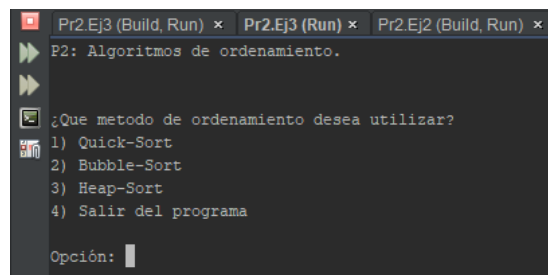 Pr2.Ej3 (Build, Run) × Pr2.Ej3 (Run) × Pr2.Ej2 (Build, Run) ×
P2: Algoritmos de ordenamiento.
¿Que metodo de ordenamiento desea utilizar?
1) Quick-Sort
2) Bubble-Sort
3) Heap-Sort
4) Salir del programa
Opción: